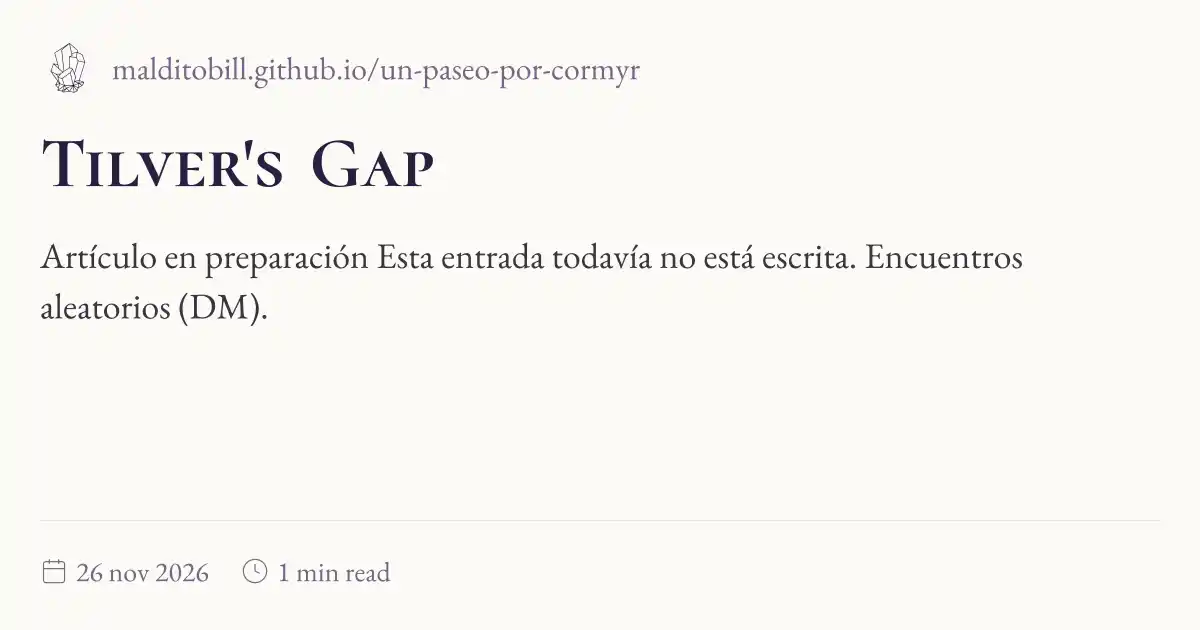 malditobill.github.io/un-paseo-por-cormyr
Tilver's Gap
Artículo en preparación Esta entrada todavía no está escrita. Encuentros
aleatorios (DM).
26 nov 2026
1 min read